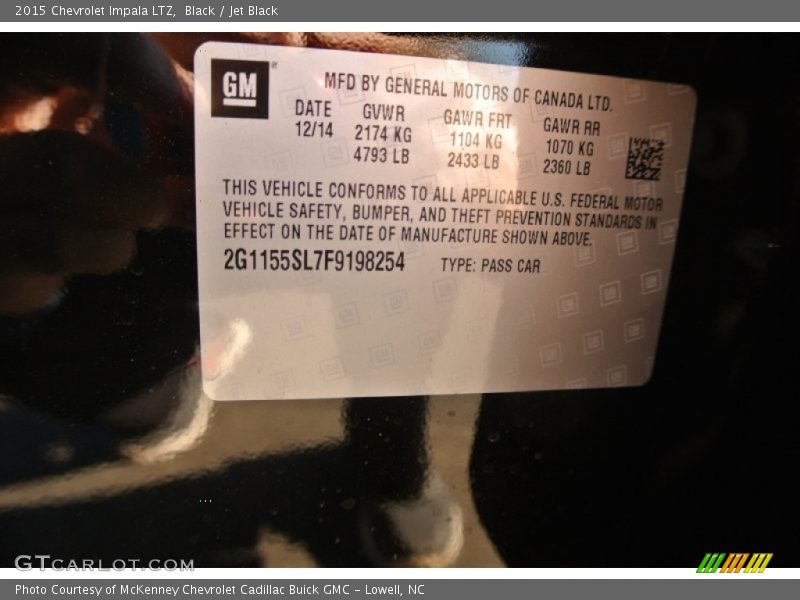 2015 Chevrolet Impala LTZ,  Black / Jet Black
GM
MFD BY GENERAL MOTORS OF CANADA LTD.
DATE GVWR GAWR FRT GAWR RR
12/14 2174 KG 1104 KG 1070 KG
4793 LB 2433 LB 2360 LB
THIS VEHICLE CONFORMS TO ALL APPLICABLE U.S. FEDERAL MOTOR
VEHICLE SAFETY, BUMPER, AND THEFT PREVENTION STANDARDS IN
EFFECT ON THE DATE OF MANUFACTURE SHOWN ABOVE.
2G1155SL7F9198254 TYPE: PASS CAR
GTCARLOT.COM
Photo Courtesy of McKenney Chevrolet Cadillac Buick GMC - Lowell, NC